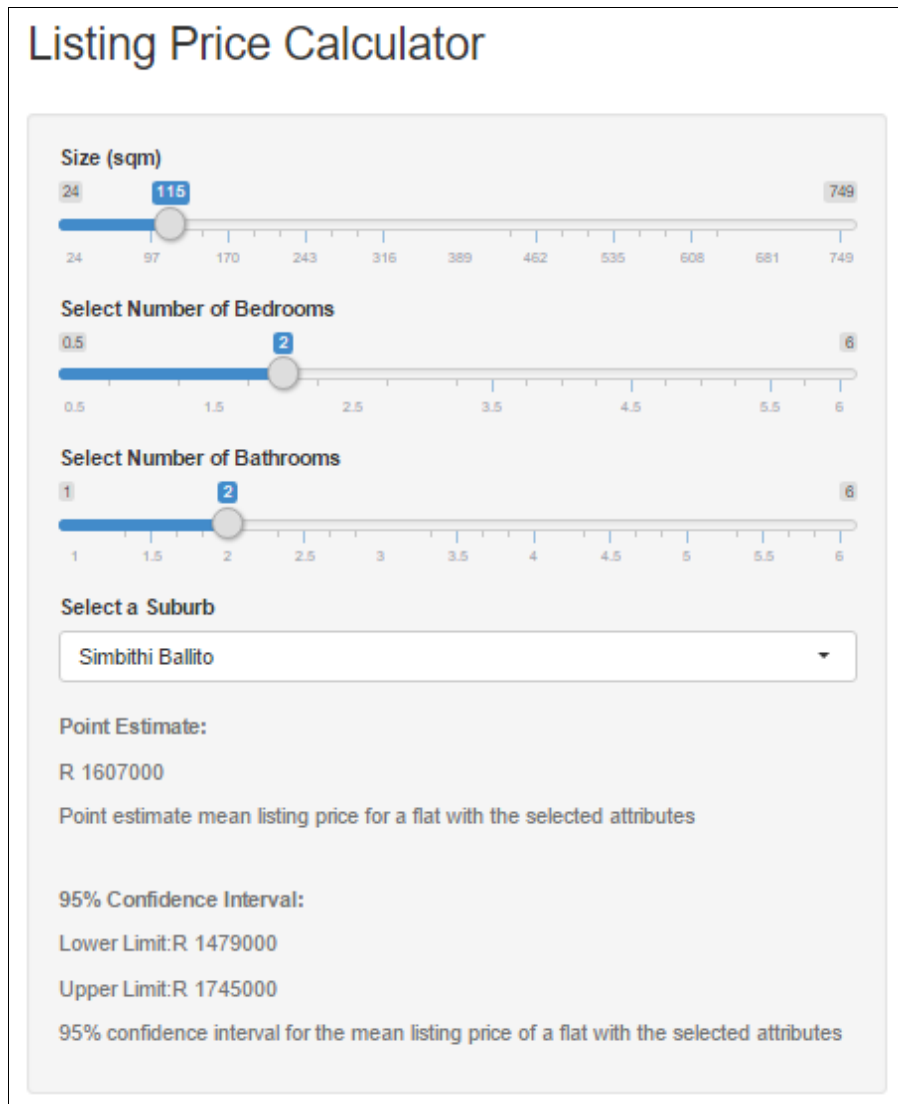 Listing Price Calculator
Size (sqm)
24 115 749
24 97 170 243 316 389 462 535 608 681 749
Select Number of Bedrooms
0.5 2 6
0.5 1.5 2.5 3.5 4.5 5.5 6
Select Number of Bathrooms
1 2 6
1 1.5 2 2.5 3 3.5 4 4.5 5 5.5 6
Select a Suburb
Simbithi Ballito
Point Estimate:
R 1607000
Point estimate mean listing price for a flat with the selected attributes
95% Confidence Interval:
Lower Limit:R 1479000
Upper Limit:R 1745000
95% confidence interval for the mean listing price of a flat with the selected attributes